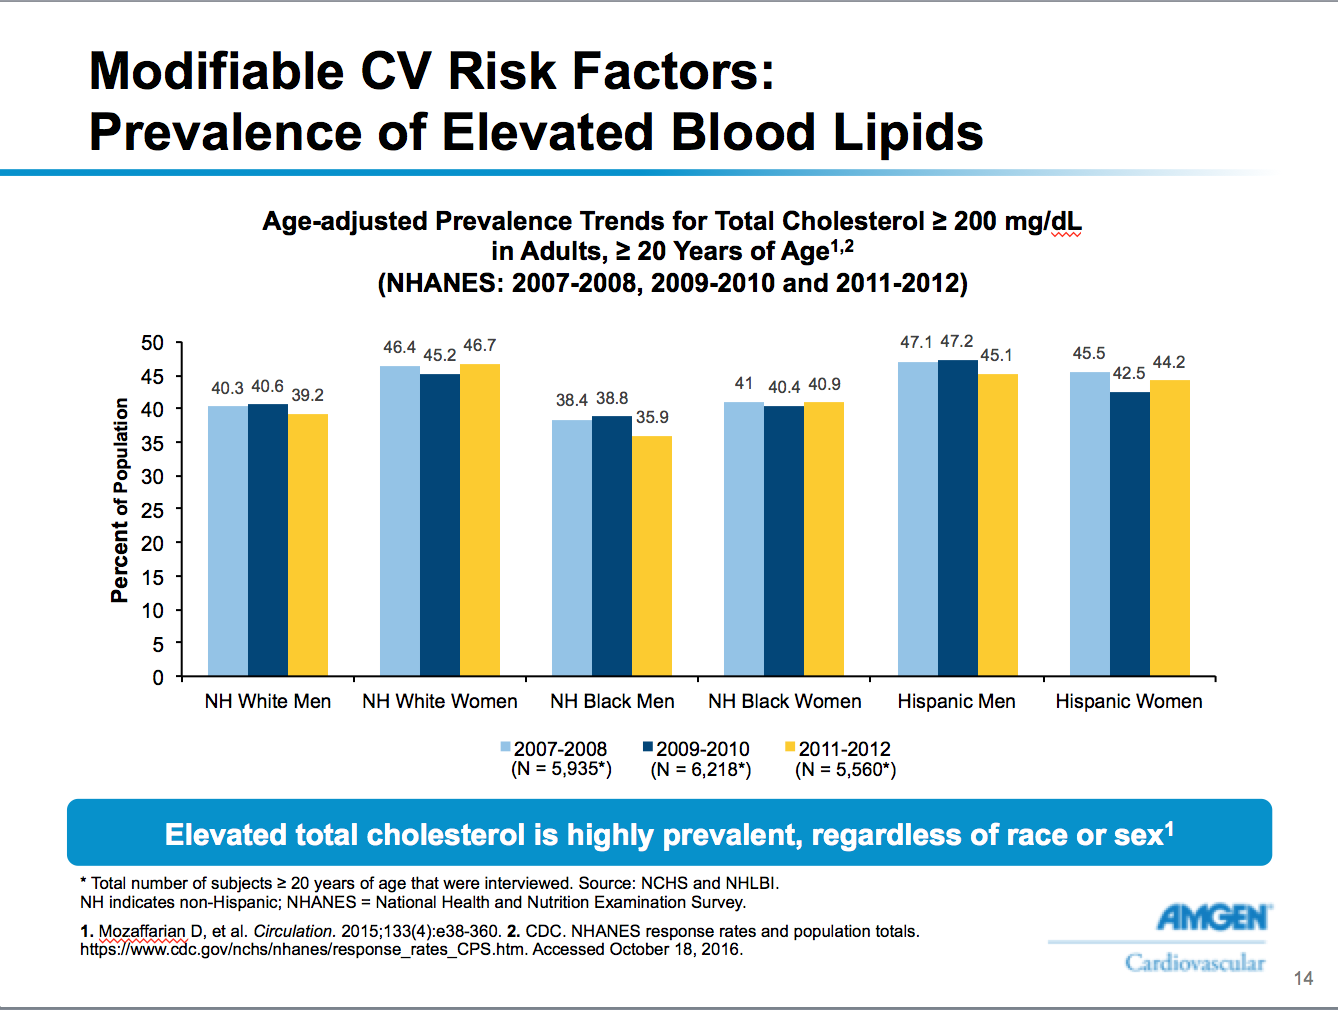 Modifiable CV Risk Factors:
Prevalence of Elevated Blood Lipids
Age-adjusted Prevalence Trends for Total Cholesterol ≥ 200 mg/dL
in Adults, ≥ 20 Years of Age1,2
(NHANES: 2007-2008, 2009-2010 and 2011-2012)
Percent of Population
50
45
40
35
30
25
20
15
10
5
0
40.3 40.6 39.2
46.4 45.2 46.7
38.4 38.8 35.9
41 40.4 40.9
47.1 47.2 45.1
45.5 42.5 44.2
NH White Men
NH White Women
NH Black Men
NH Black Women
Hispanic Men
Hispanic Women
2007-2008
(N = 5,935*)
2009-2010
(N = 6,218*)
2011-2012
(N = 5,560*)
Elevated total cholesterol is highly prevalent, regardless of race or sex1
* Total number of subjects ≥ 20 years of age that were interviewed. Source: NCHS and NHLBI.
NH indicates non-Hispanic; NHANES = National Health and Nutrition Examination Survey.
1. Mozaffarian D, et al. Circulation. 2015;133(4):e38-360. 2. CDC. NHANES response rates and population totals.
https://www.cdc.gov/nchs/nhanes/response_rates_CPS.htm. Accessed October 18, 2016.
AMGEN®
Cardiovascular
14